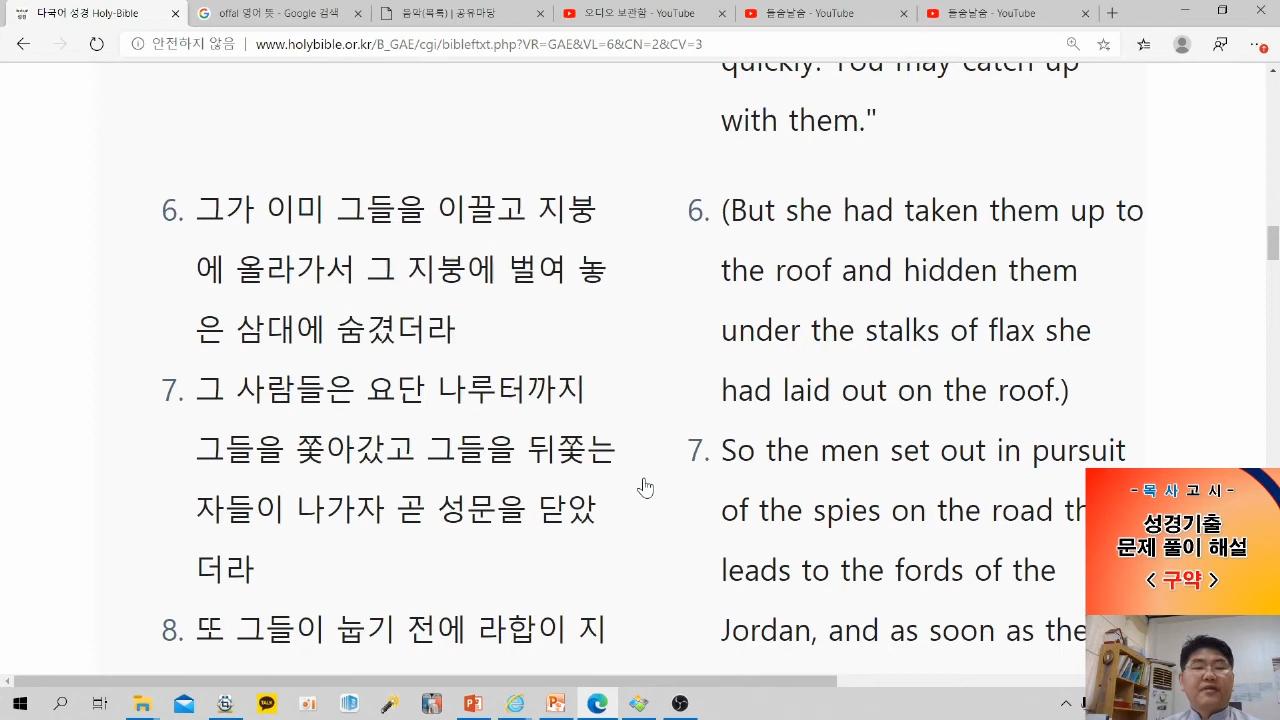 다국어 성경 Holy-Bible
offal 영어 뜻 - Google 검색
음악(목록) | 공유마당
오디오 보관함 - YouTube
돌솜날솜 - YouTube
돌솜날솜 - YouTube
안전하지 않음
www.holybible.or.kr/B_GAE/cgi/bibleftxt.php?VR=GAE&VL=6&CN=2&CV=3
quickly. You may catch up
with them."
6. 그가 이미 그들을 이끌고 지붕
에 올라가서 그 지붕에 벌여 놓
은 삼대에 숨겼더라
7. 그 사람들은 요단 나루터까지
그들을 쫓아갔고 그들을 뒤쫓는
자들이 나가자 곧 성문을 닫았
더라
8. 또 그들이 눕기 전에 라합이 지
6. (But she had taken them up to
the roof and hidden them
under the stalks of flax she
had laid out on the roof.)
7. So the men set out in pursuit
of the spies on the road th
leads to the fords of the
Jordan, and as soon as the
- 목 사 고 시 -
성경기출
문제 풀이 해설
< 구약 >
TALK